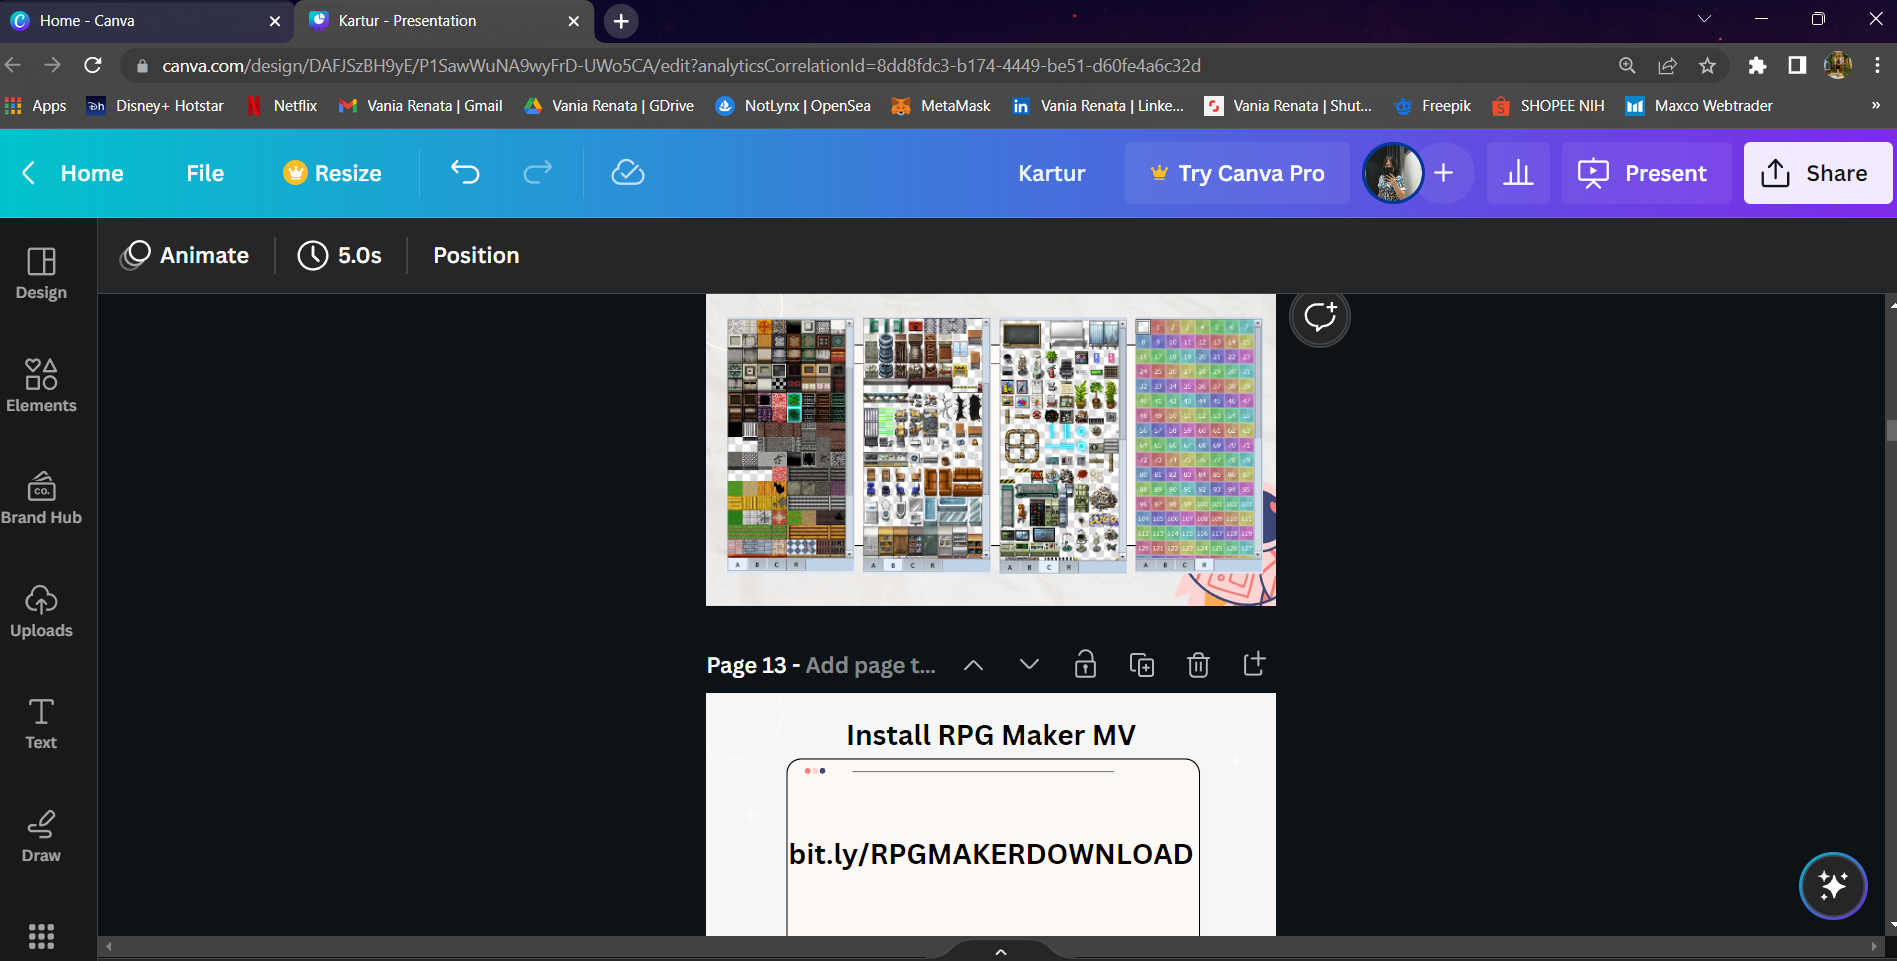 Home - Canva
Kartur - Presentation
canva.com/design/DAFJSzBH9yE/P1SawWuNA9wyFrD-UWo5CA/edit?analyticsCorrelationId=8dd8fdc3-b174-4449-be51-d60fe4a6c32d
Apps Disney+ Hotstar Netflix Vania Renata | Gmail Vania Renata | GDrive NotLynx | OpenSea MetaMask Vania Renata | Linke... Vania Renata | Shut... Freepik SHOPEE NIH Maxco Webtrader »
Home File Resize Kartur Try Canva Pro Present Share
Animate 5.0s Position
Design
Elements
Brand Hub
Uploads
Text
Draw
A B C R
A B C R
A B C R
A B C R
Page 13 - Add page t...
Install RPG Maker MV
bit.ly/RPGMAKERDOWNLOAD